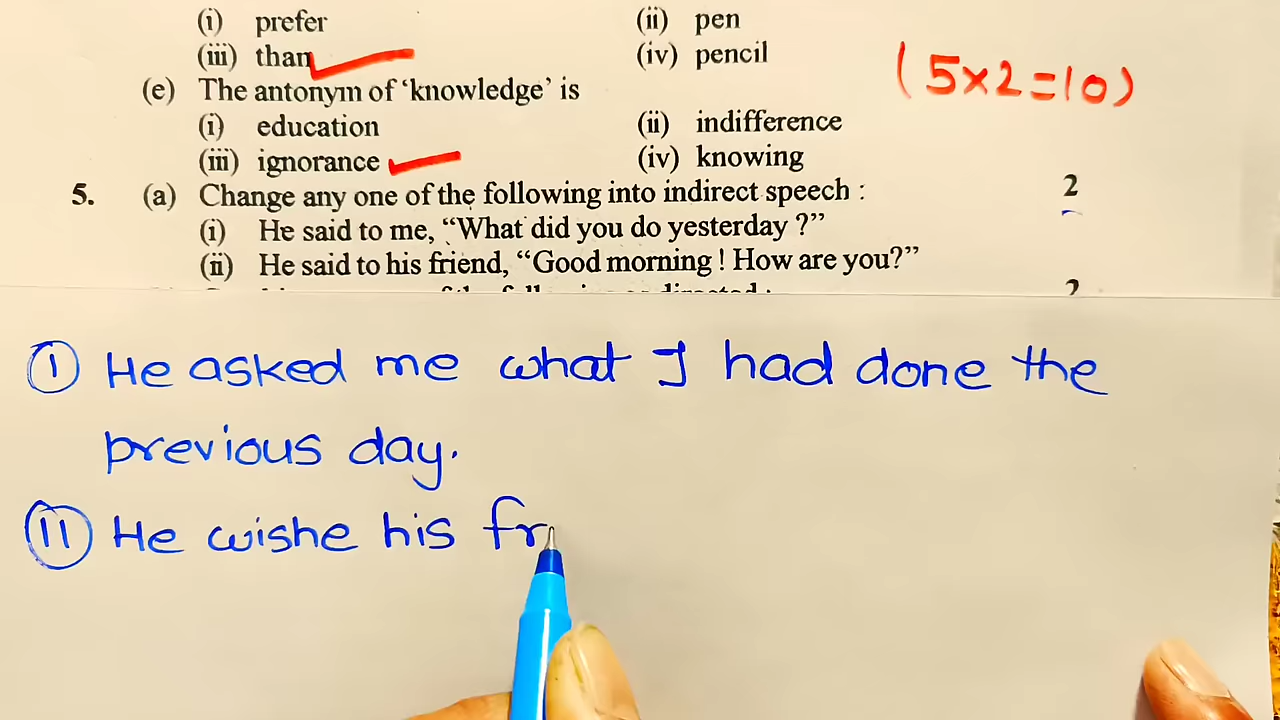 (i) prefer (ii) pen
(iii) than (iv) pencil
(5×2=10)
(e) The antonym of ‘knowledge’ is
(i) education (ii) indifference
(iii) ignorance (iv) knowing
5. (a) Change any one of the following into indirect speech : 2
(i) He said to me, “What did you do yesterday ?”
(ii) He said to his friend, “Good morning ! How are you?”
I He asked me what I had done the
previous day.
II He wishe his fr